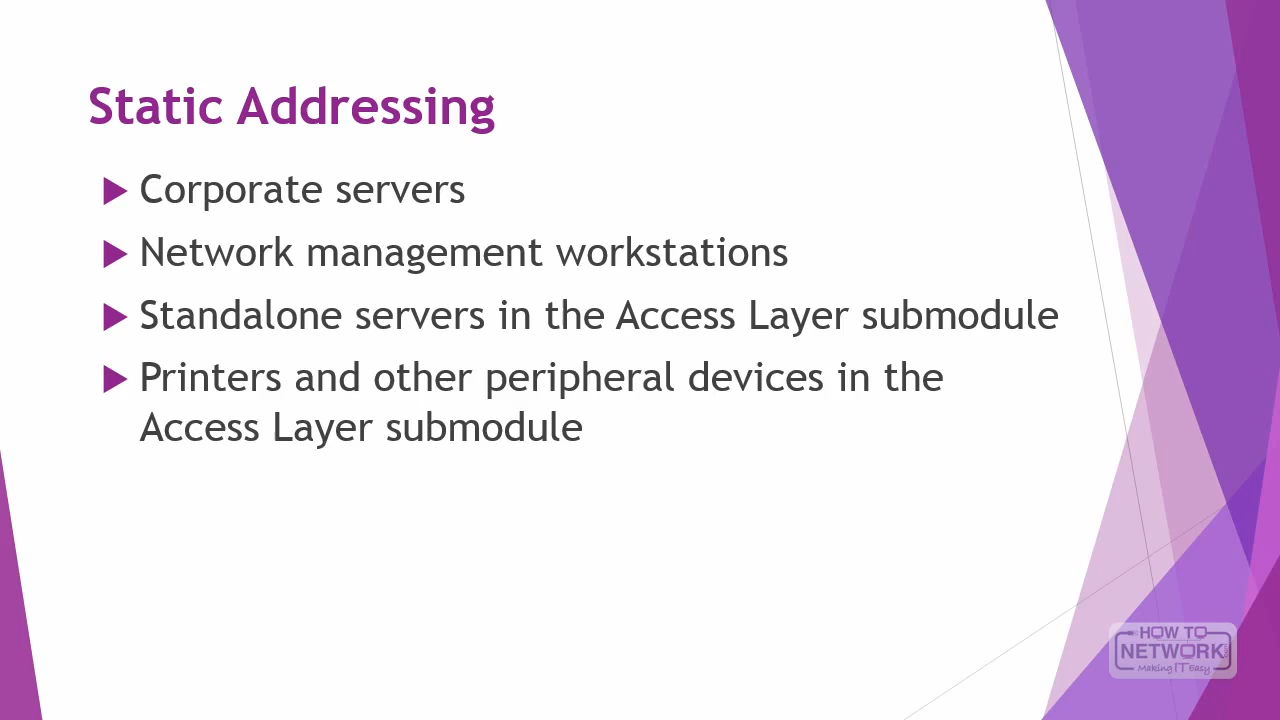 Static Addressing
Corporate servers
Network management workstations
Standalone servers in the Access Layer submodule
Printers and other peripheral devices in the
Access Layer submodule
HOW TO
NETWORK
Making IT Easy